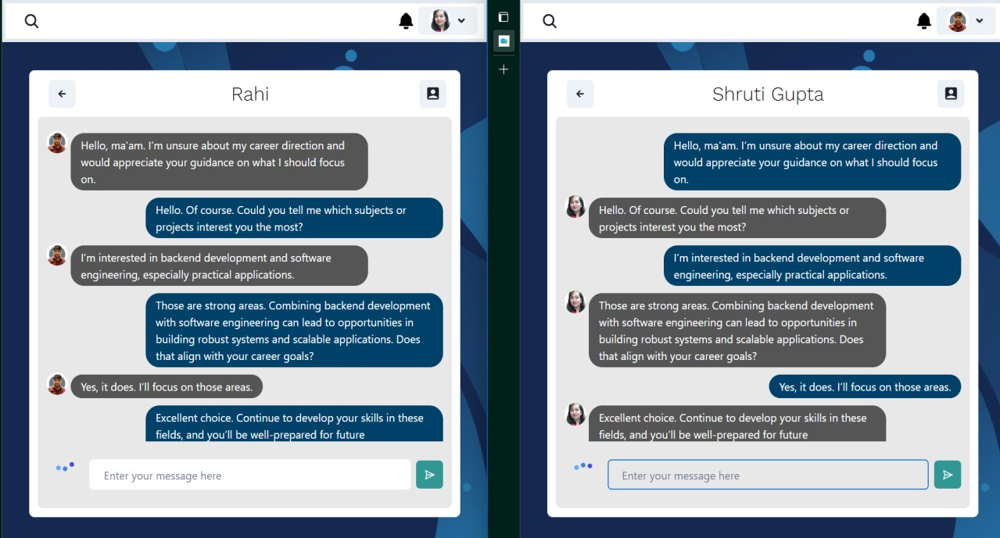 Rahi
Hello, ma'am. I'm unsure about my career direction and
would appreciate your guidance on what I should focus
on.
Hello. Of course. Could you tell me which subjects or
projects interest you the most?
I'm interested in backend development and software
engineering, especially practical applications.
Those are strong areas. Combining backend development
with software engineering can lead to opportunities in
building robust systems and scalable applications. Does
that align with your career goals?
Yes, it does. I'll focus on those areas.
Excellent choice. Continue to develop your skills in these
fields, and you'll be well-prepared for future
Enter your message here
Shruti Gupta
Hello, ma'am. I'm unsure about my career direction and
would appreciate your guidance on what I should focus
on.
Hello. Of course. Could you tell me which subjects or
projects interest you the most?
I'm interested in backend development and software
engineering, especially practical applications.
Those are strong areas. Combining backend development
with software engineering can lead to opportunities in
building robust systems and scalable applications. Does
that align with your career goals?
Yes, it does. I'll focus on those areas.
Excellent choice. Continue to develop your skills in these
fields, and you'll be well-prepared for future
Enter your message here